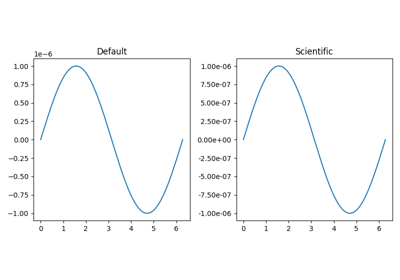 Default
1e−6
1.00
0.75
0.50
0.25
0.00
−0.25
−0.50
−0.75
−1.00
0 1 2 3 4 5 6
Scientific
1.00e-06
7.50e-07
5.00e-07
2.50e-07
0.00e+00
-2.50e-07
-5.00e-07
-7.50e-07
-1.00e-06
0 1 2 3 4 5 6